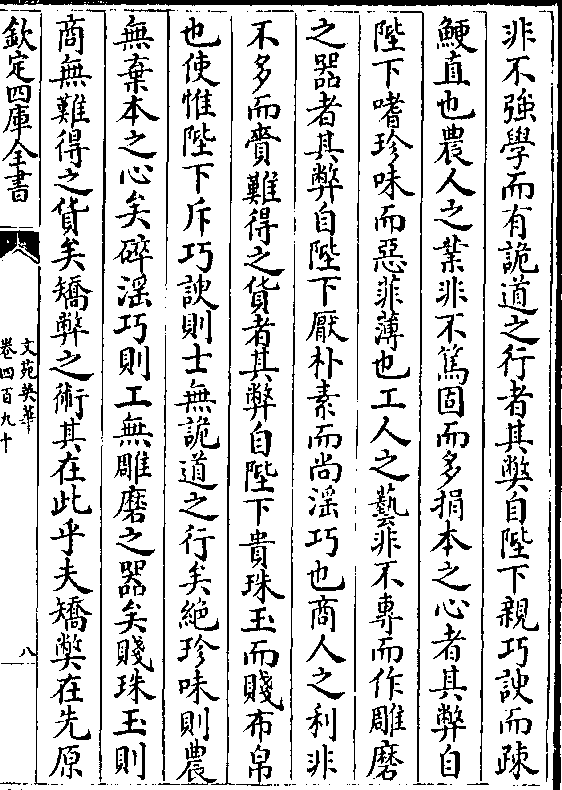 非不強學而有詭道之行者其弊自陛下親巧諛而疎
鯁直也農人之業非不篤固而多捐本之心者其弊自
陛下嗜珍味而惡菲薄也工人之藝非不專而作雕磨
之器者其弊自陛下厭朴素而尚淫巧也商人之利非
不多而賣難得之貨者其弊自陛下貴珠玉而賤布帛
也使惟陛下斥巧諛則士無詭道之行矣絶珍味則農
無棄本之心矣碎淫巧則工無雕磨之器矣賤珠玉則
商無難得之貨矣矯弊之術其在此乎夫矯弊在先原
欽定四庫全書
文苑英華
卷四百九十
八